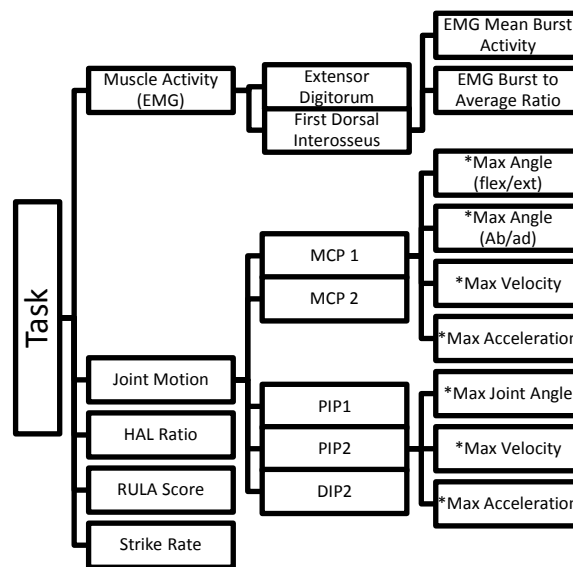 Task
Muscle Activity
(EMG)
Joint Motion
HAL Ratio
RULA Score
Strike Rate
Extensor
Digitorum
First Dorsal
Interosseus
MCP 1
MCP 2
PIP1
PIP2
DIP2
EMG Mean Burst
Activity
EMG Burst to
Average Ratio
*Max Angle
(flex/ext)
*Max Angle
(Ab/ad)
*Max Velocity
*Max Acceleration
*Max Joint Angle
*Max Velocity
*Max Acceleration